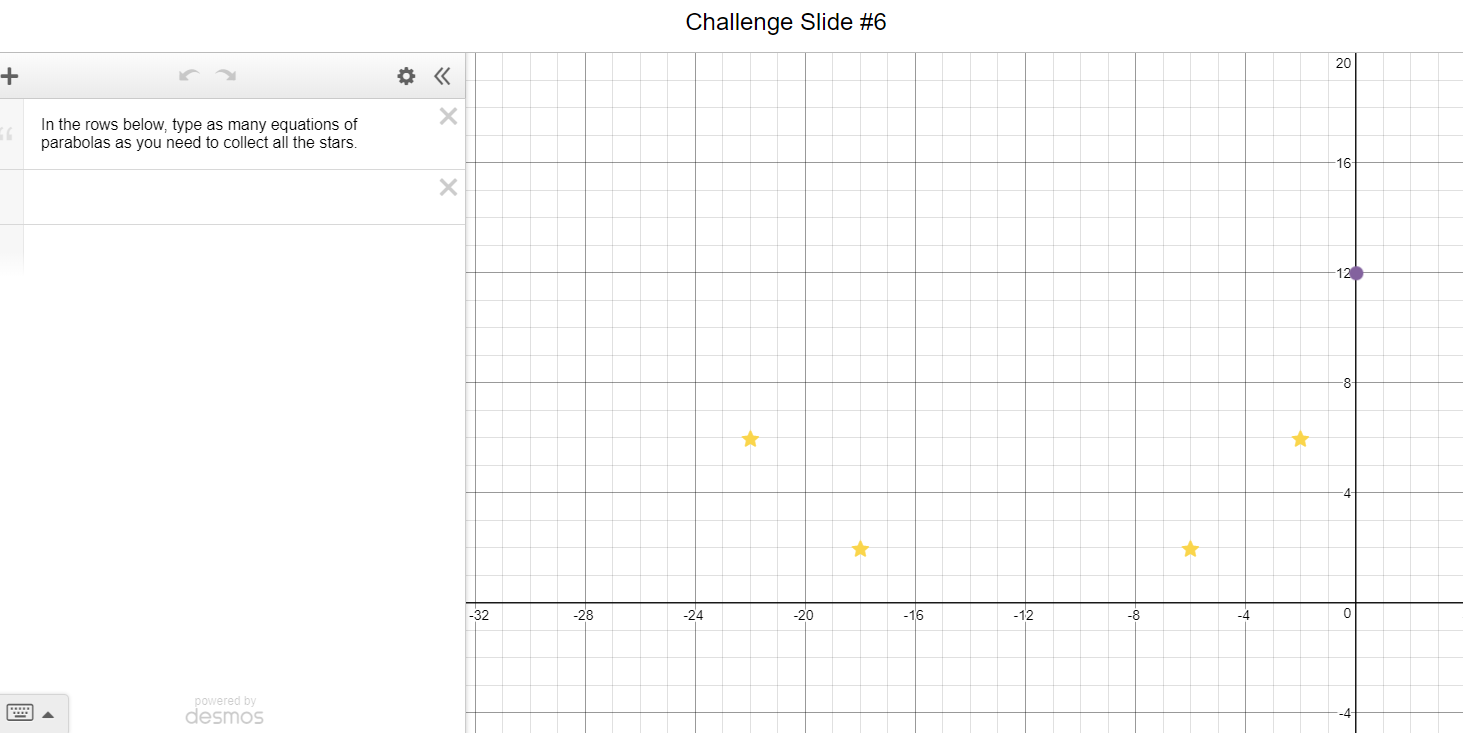 Challenge Slide #6
In the rows below, type as many equations of
parabolas as you need to collect all the stars.
powered by
desmos
20
16
12
8
4
-32 -28 -24 -20 -16 -12 -8 -4 0
-4